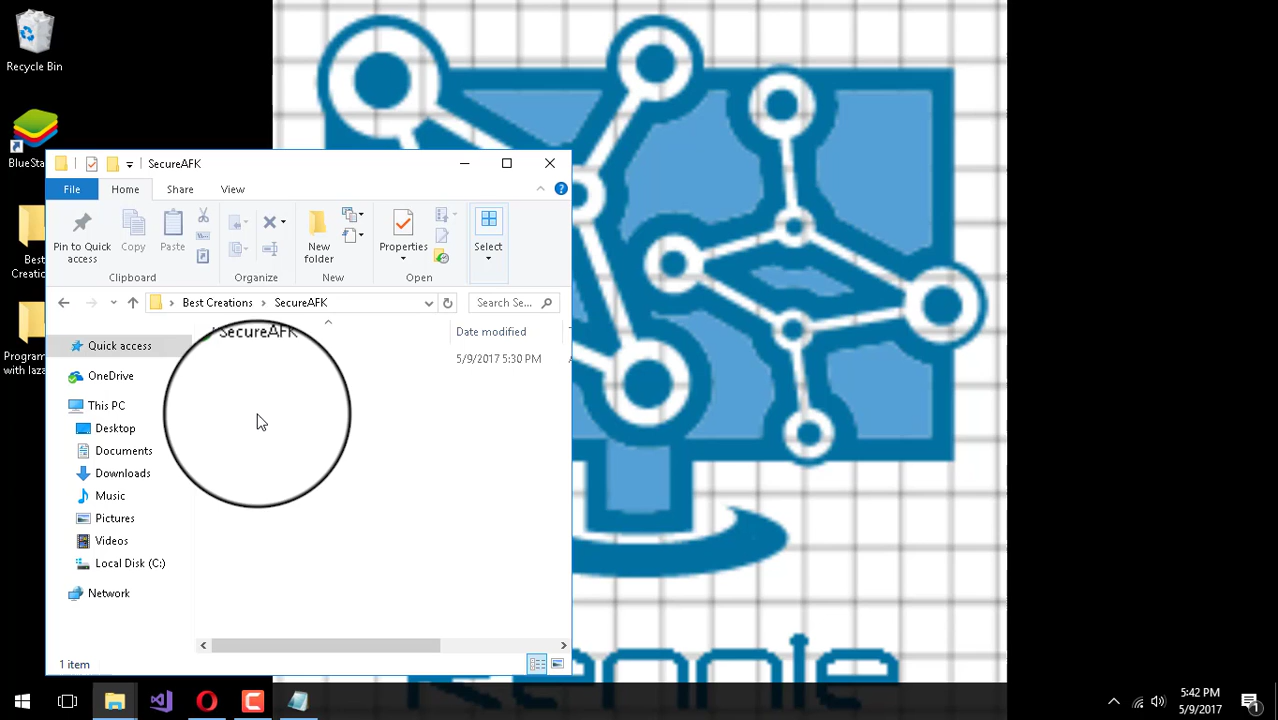 Recycle Bin
BlueSta
Best
Creation
Program
with laza
SecureAFK
File
Home
Share
View
Pin to Quick
access
Copy
Paste
New
folder
Properties
Select
Clipboard
Organize
New
Open
Best Creations
SecureAFK
Search Se...
SecureAFK
Date modified
5/9/2017 5:30 PM
Quick access
OneDrive
This PC
Desktop
Documents
Downloads
Music
Pictures
Videos
Local Disk (C:)
Network
1 item
5:42 PM
5/9/2017
1